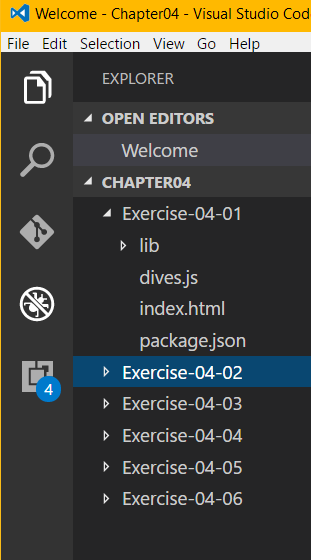 Welcome - Chapter04 - Visual Studio Cod
File Edit Selection View Go Help
EXPLORER
OPEN EDITORS
Welcome
CHAPTER04
Exercise-04-01
lib
dives.js
index.html
package.json
Exercise-04-02
Exercise-04-03
Exercise-04-04
4
Exercise-04-05
Exercise-04-06